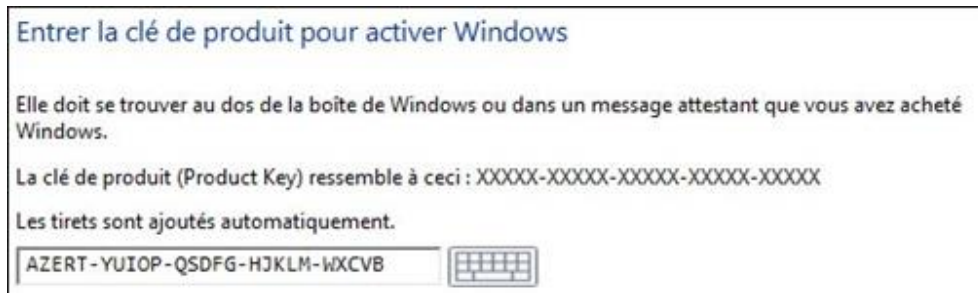 Entrer la clé de produit pour activer Windows
Elle doit se trouver au dos de la boîte de Windows ou dans un message attestant que vous avez acheté
Windows.
La clé de produit (Product Key) ressemble à ceci : XXXXX-XXXXX-XXXXX-XXXXX-XXXXX
Les tirets sont ajoutés automatiquement.
AZERT-YUIOP-QSDFG-HJKLM-WXCVB